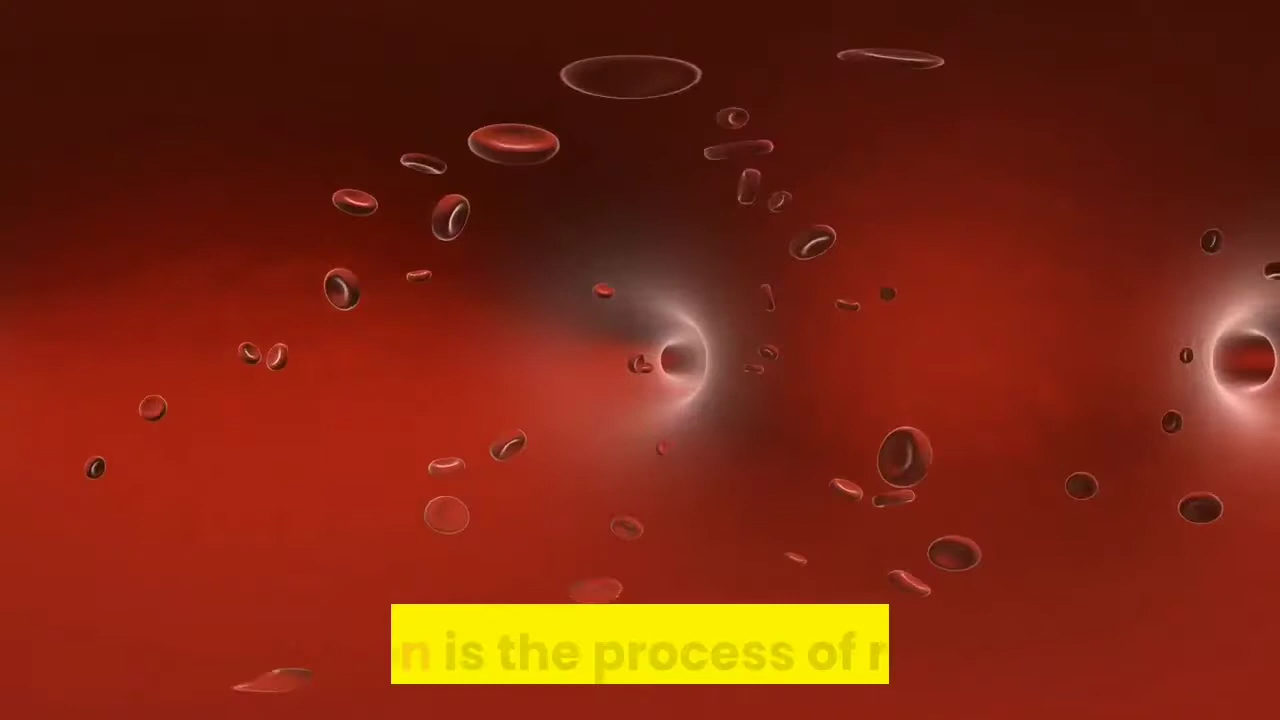 n is the process of r